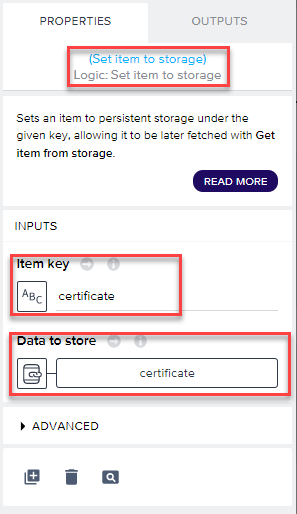 PROPERTIES
OUTPUTS
(Set item to storage)
Logic: Set item to storage
Sets an item to persistent storage under the
given key, allowing it to be later fetched with Get
item from storage.
READ MORE
INPUTS
Item key
ABC
certificate
Data to store
certificate
ADVANCED